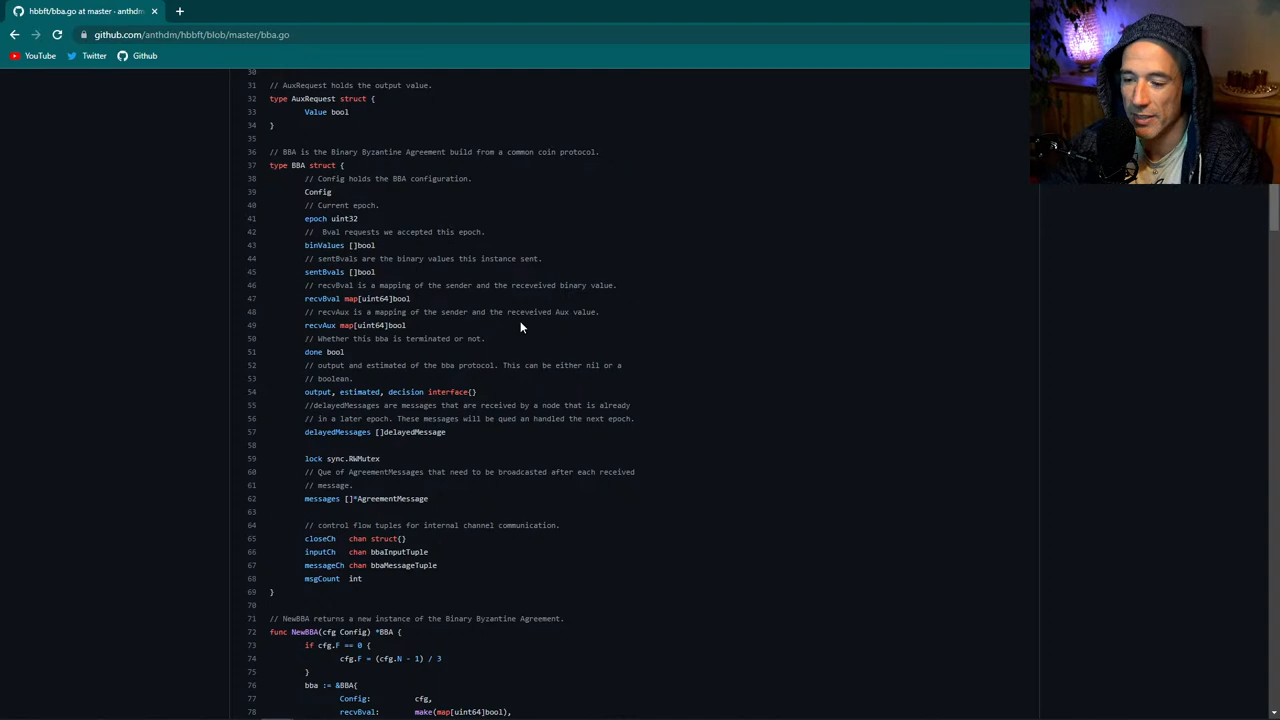 hbbft/bba.go at master · anthdm/
github.com/anthdm/hbbft/blob/master/bba.go
YouTube Twitter Github
30
31 // AuxRequest holds the output value.
32 type AuxRequest struct {
33 Value bool
34 }
35
36 // BBA is the Binary Byzantine Agreement build from a common coin protocol.
37 type BBA struct {
38 // Config holds the BBA configuration.
39 Config
40 // Current epoch.
41 epoch uint32
42 //  Bval requests we accepted this epoch.
43 binValues []bool
44 // sentBvals are the binary values this instance sent.
45 sentBvals []bool
46 // recvBval is a mapping of the sender and the receveived binary value.
47 recvBval map[uint64]bool
48 // recvAux is a mapping of the sender and the receveived Aux value.
49 recvAux map[uint64]bool
50 // Whether this bba is terminated or not.
51 done bool
52 // output and estimated of the bba protocol. This can be either nil or a
53 // boolean.
54 output, estimated, decision interface{}
55 //delayedMessages are messages that are received by a node that is already
56 // in a later epoch. These messages will be qued an handled the next epoch.
57 delayedMessages []delayedMessage
58
59 lock sync.RWMutex
60 // Que of AgreementMessages that need to be broadcasted after each received
61 // message.
62 messages []*AgreementMessage
63
64 // control flow tuples for internal channel communication.
65 closeCh chan struct{}
66 inputCh chan bbaInputTuple
67 messageCh chan bbaMessageTuple
68 msgCount int
69 }
70
71 // NewBBA returns a new instance of the Binary Byzantine Agreement.
72 func NewBBA(cfg Config) *BBA {
73 if cfg.F == 0 {
74 cfg.F = (cfg.N - 1) / 3
75 }
76 bba := &BBA{
77 Config: cfg,
78 recvBval: make(map[uint64]bool),